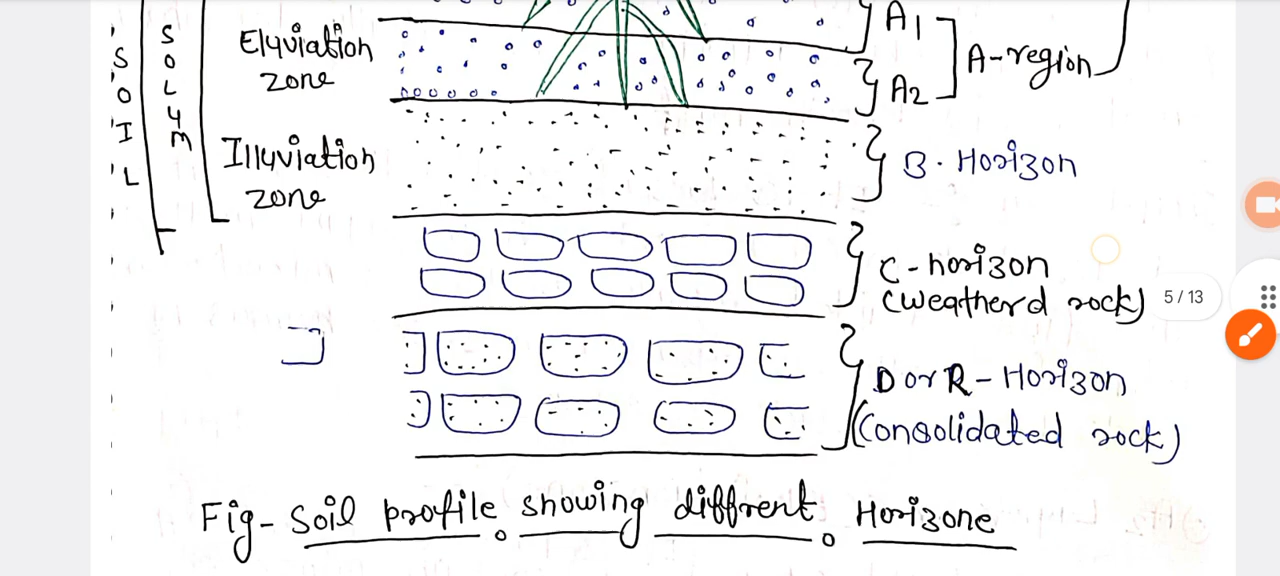 SOIL
SOLUM
Eluviation
zone
A1
A2
A-region
Illuviation
zone
B. Horizon
C-horizon
(weatherd rock)
5 / 13
D or R - Horizon
(Consolidated rock)
Fig- Soil profile showing diffrent Horizone